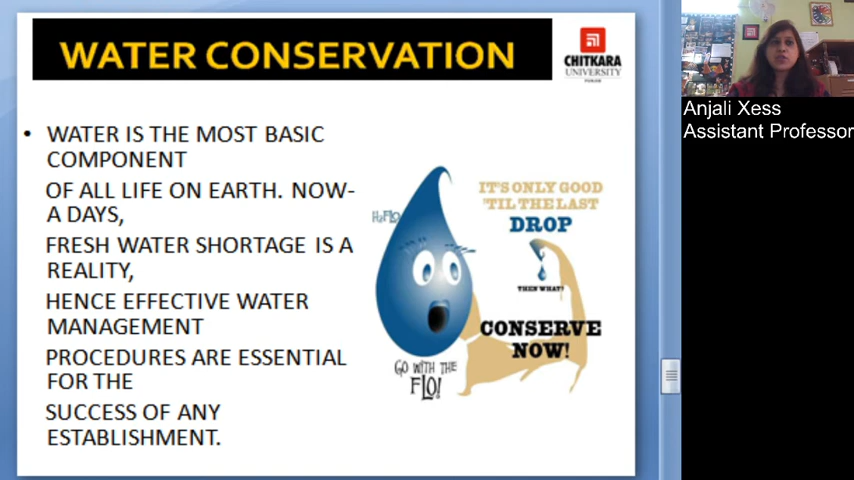 WATER CONSERVATION
CHITKARA
UNIVERSITY
• WATER IS THE MOST BASIC
COMPONENT
OF ALL LIFE ON EARTH. NOW-
A DAYS,
FRESH WATER SHORTAGE IS A
REALITY,
HENCE EFFECTIVE WATER
MANAGEMENT
PROCEDURES ARE ESSENTIAL
FOR THE
SUCCESS OF ANY
ESTABLISHMENT.
H2FLO
GO WITH THE
FLO!
IT'S ONLY GOOD
'TIL THE LAST
DROP
THEN WHAT?
CONSERVE
NOW!
Anjali Xess
Assistant Professor